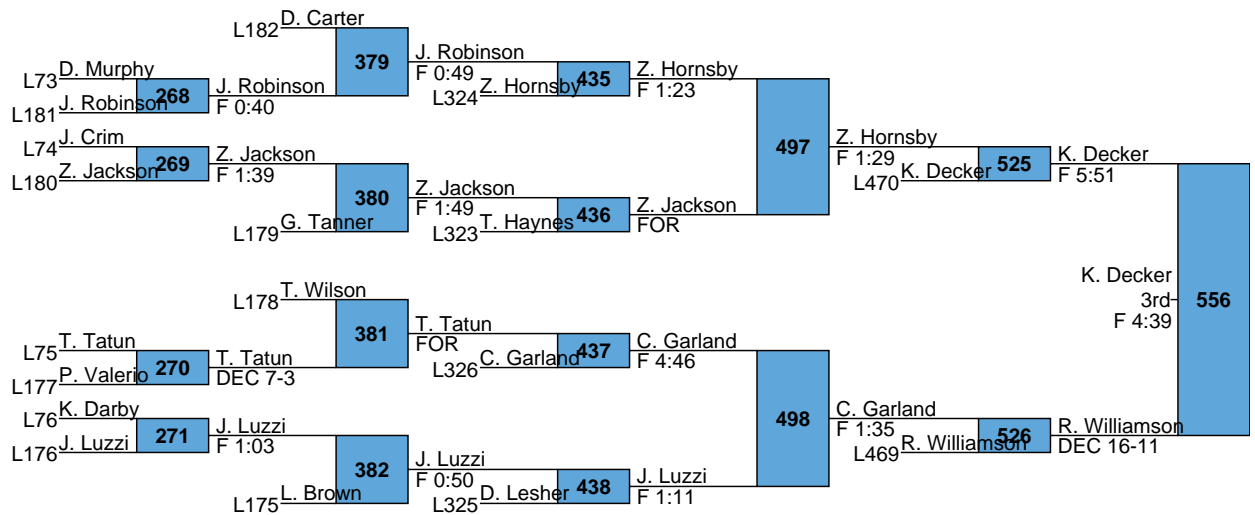 L182 D. Carter
379
J. Robinson
F 0:49
L73 D. Murphy
268
L181 J. Robinson
J. Robinson
F 0:40
435
L324 Z. Hornsby
Z. Hornsby
F 1:23
L74 J. Crim
269
L180 Z. Jackson
Z. Jackson
F 1:39
380
L179 G. Tanner
Z. Jackson
F 1:49
436
L323 T. Haynes
Z. Jackson
FOR
497
Z. Hornsby
F 1:29
525
L470 K. Decker
K. Decker
F 5:51
L178 T. Wilson
381
T. Tatun
FOR
L75 T. Tatun
270
L177 P. Valerio
T. Tatun
DEC 7-3
437
L326 C. Garland
C. Garland
F 4:46
L76 K. Darby
271
L176 J. Luzzi
J. Luzzi
F 1:03
382
L175 L. Brown
J. Luzzi
F 0:50
438
L325 D. Lesher
J. Luzzi
F 1:11
498
C. Garland
F 1:35
526
L469 R. Williamson
R. Williamson
DEC 16-11
556
K. Decker
3rd
F 4:39